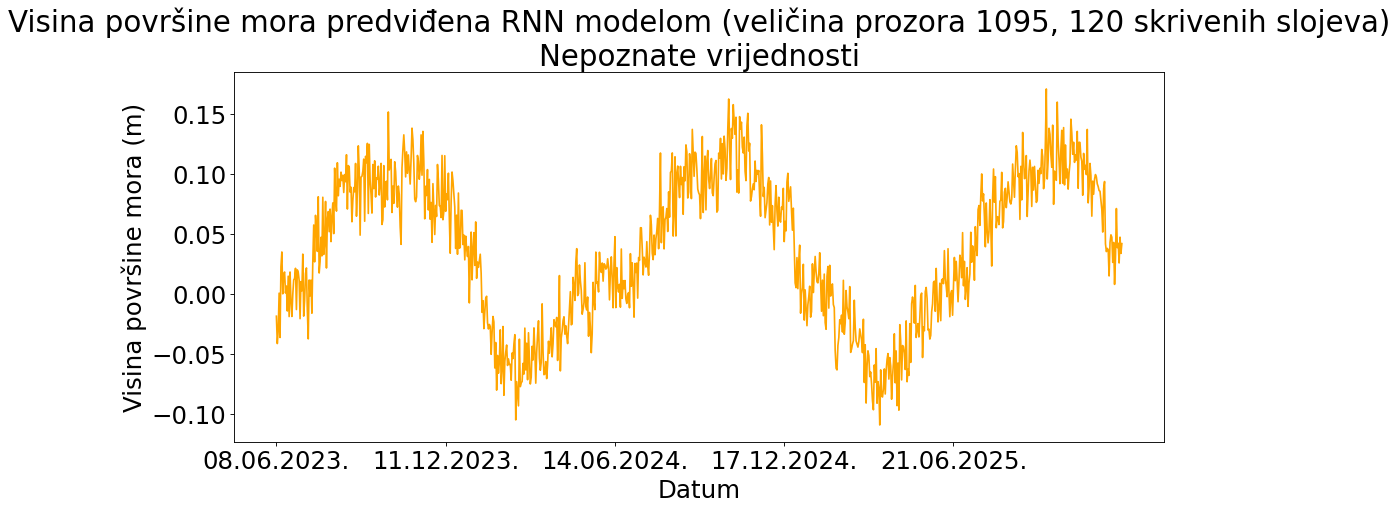 Visina površine mora predviđena RNN modelom (veličina prozora 1095, 120 skrivenih slojeva)
Nepoznate vrijednosti
Visina površine mora (m)
0.15
0.10
0.05
0.00
−0.05
−0.10
08.06.2023. 11.12.2023. 14.06.2024. 17.12.2024. 21.06.2025.
Datum